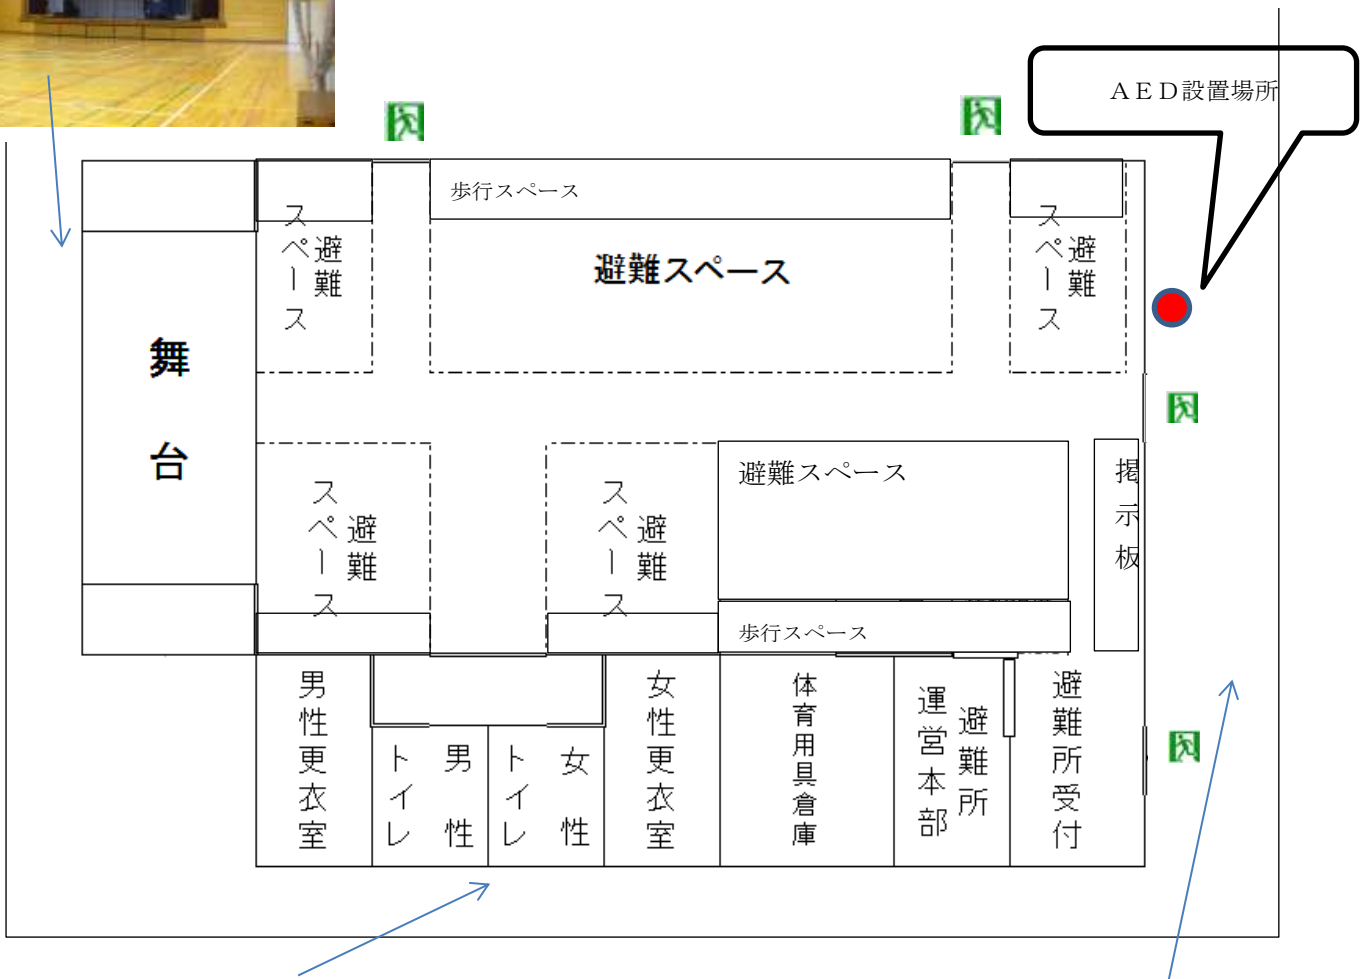 ＡＥＤ設置場所
歩行スペース
避難スペース
避難スペース
避難スペース
舞台
避難スペース
避難スペース
避難スペース
掲示板
歩行スペース
男性更衣室
男性トイレ
女性トイレ
女性更衣室
体育用具倉庫
避難所運営本部
避難所受付